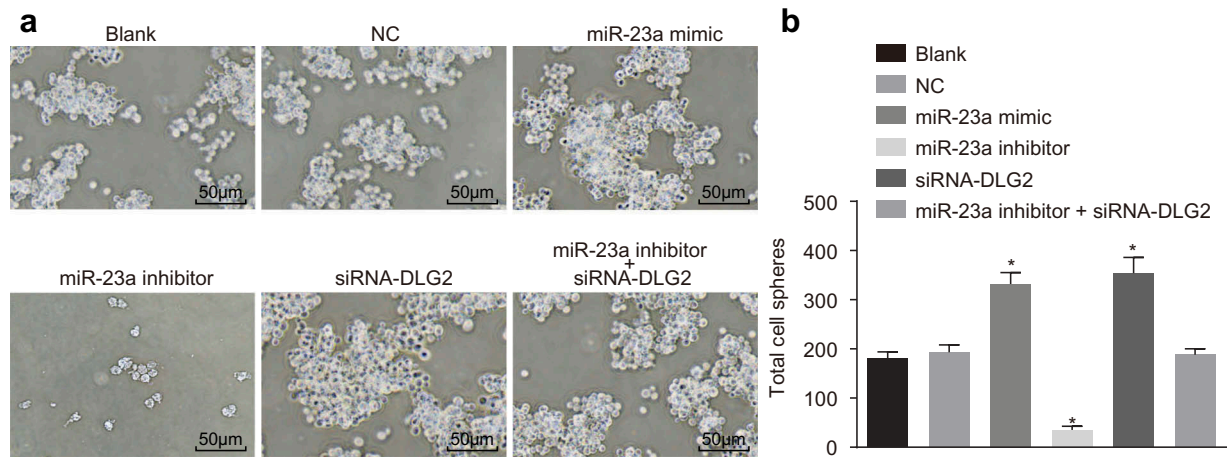 a
Blank
NC
miR-23a mimic
50μm
50μm
50μm
miR-23a inhibitor
siRNA-DLG2
miR-23a inhibitor
+
siRNA-DLG2
50μm
50μm
50μm
b
Blank
NC
miR-23a mimic
miR-23a inhibitor
siRNA-DLG2
miR-23a inhibitor + siRNA-DLG2
Total cell spheres
500
400
300
200
100
0
*
*
*